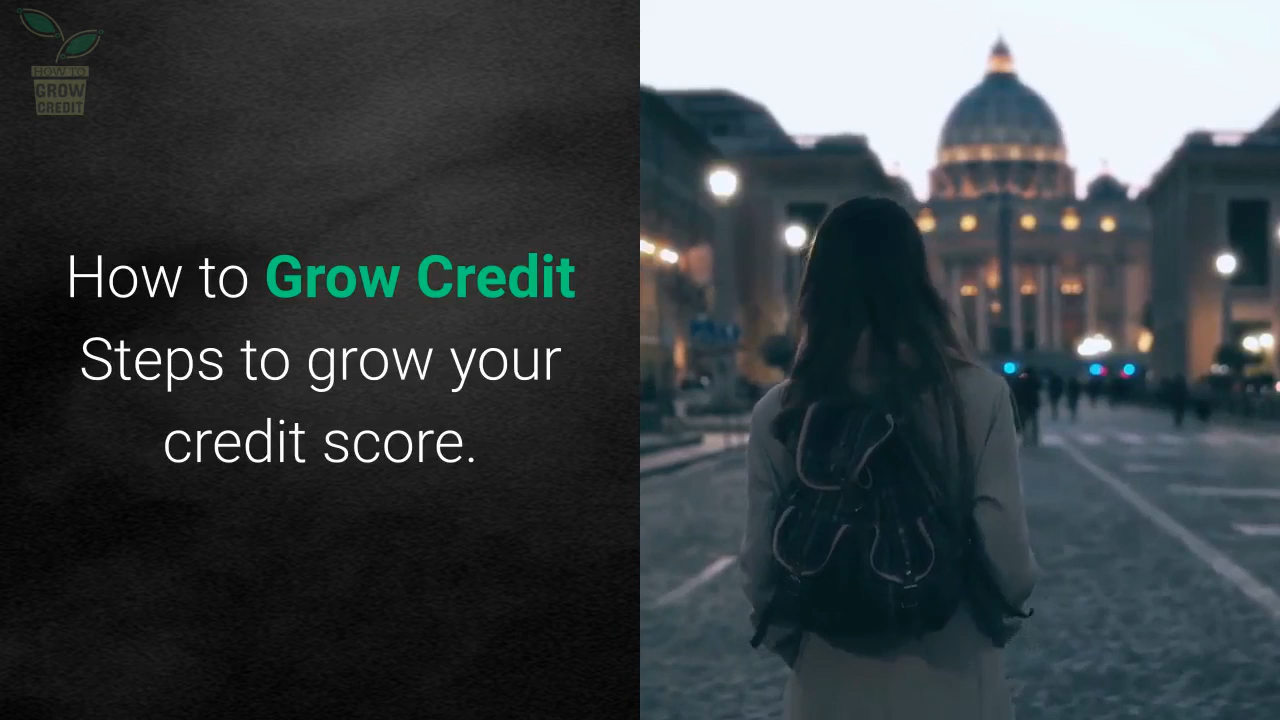 HOW TO
GROW
CREDIT
How to Grow Credit
Steps to grow your
credit score.